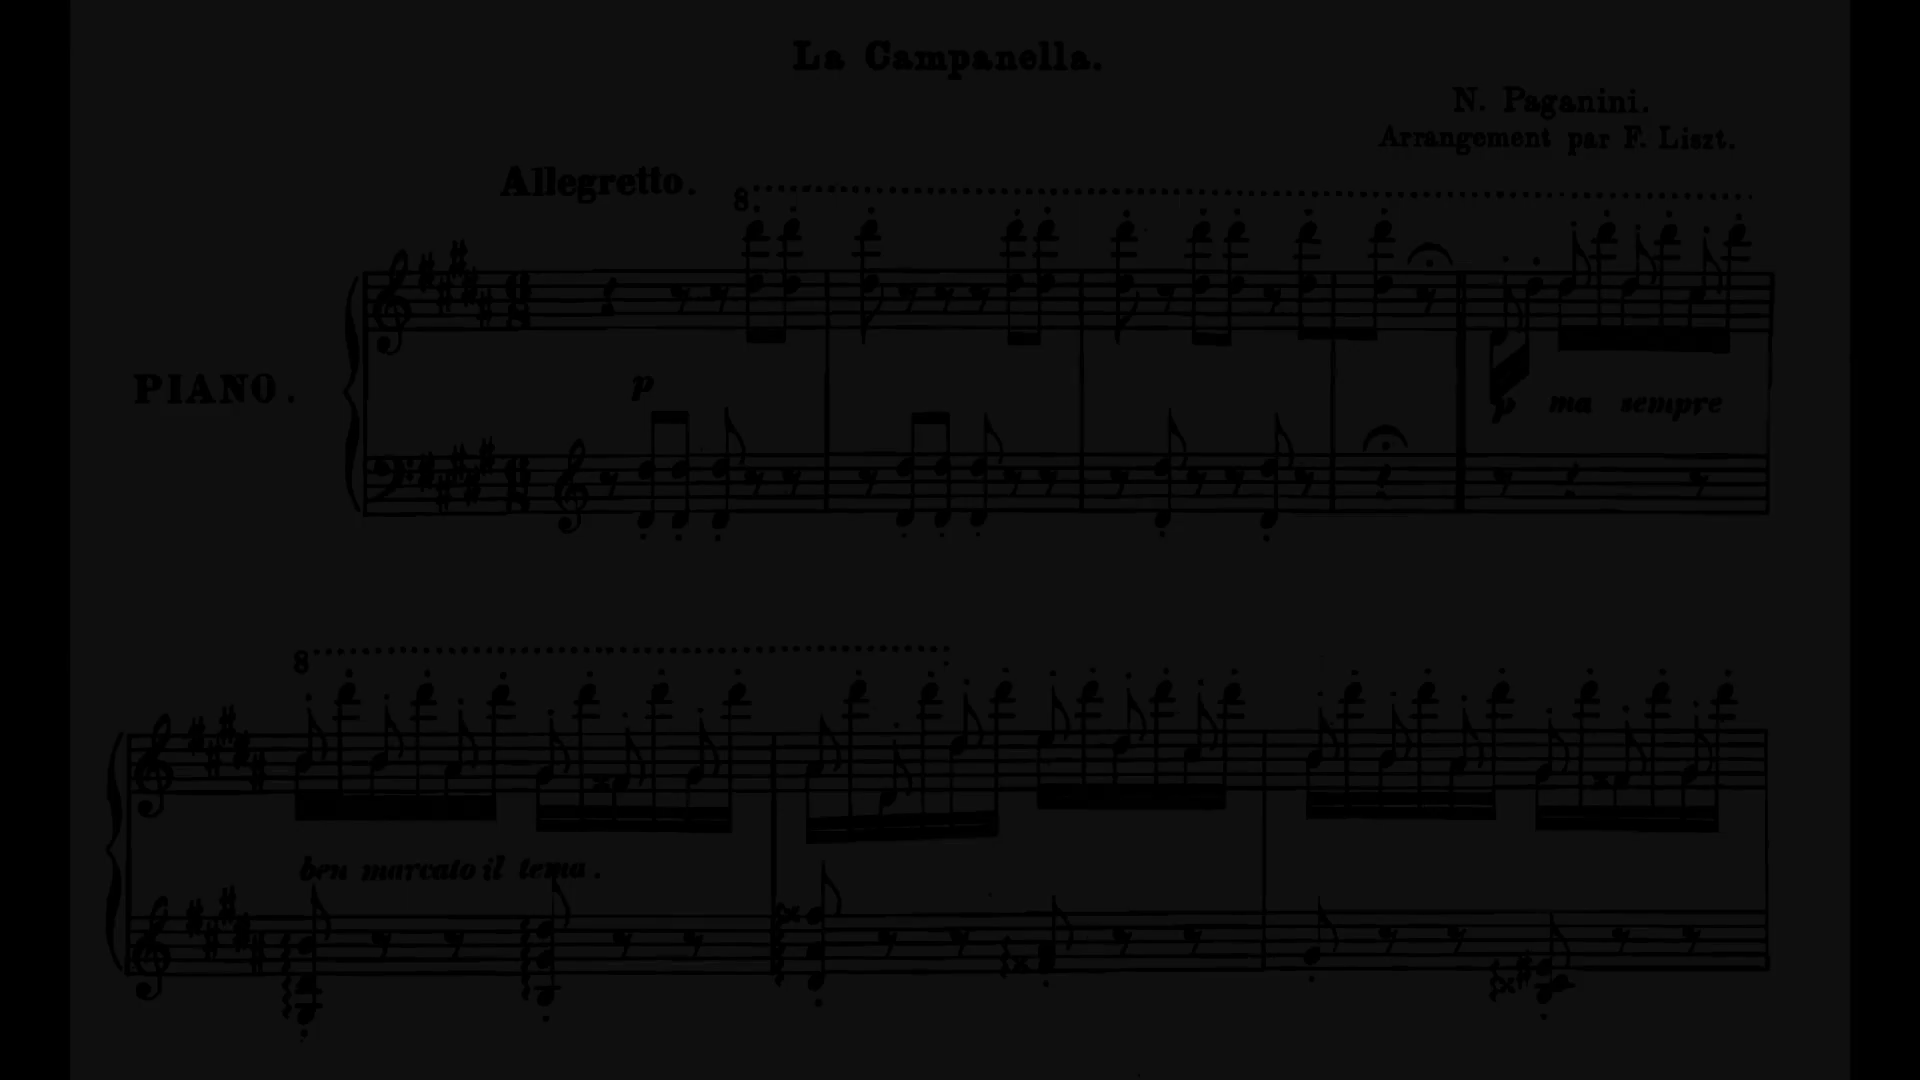 La Campanella.
N. Paganini.
Arrangement par F. Liszt.
Allegretto.
8
PIANO.
p
p ma sempre
8
ben marcato il tema.